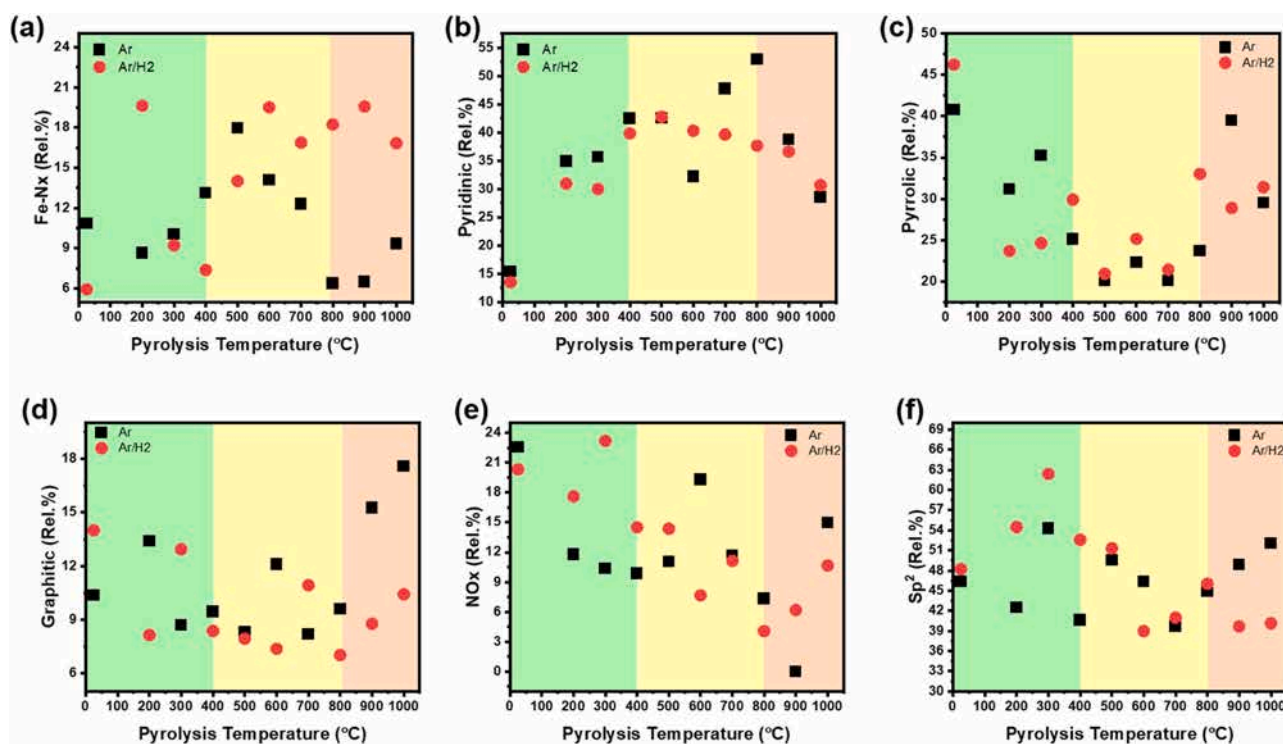 (a)
Fe-Nx (Rel.%)
24
21
18
15
12
9
6
Ar
Ar/H2
0 100 200 300 400 500 600 700 800 900 1000
Pyrolysis Temperature (ºC)
(b)
Pyridinic (Rel.%)
55
50
45
40
35
30
25
20
15
10
Ar
Ar/H2
0 100 200 300 400 500 600 700 800 900 1000
Pyrolysis Temperature (ºC)
(c)
Pyrrolic (Rel.%)
50
45
40
35
30
25
20
Ar
Ar/H2
0 100 200 300 400 500 600 700 800 900 1000
Pyrolysis Temperature (ºC)
(d)
Graphitic (Rel.%)
18
15
12
9
6
Ar
Ar/H2
0 100 200 300 400 500 600 700 800 900 1000
Pyrolysis Temperature (ºC)
(e)
NOx (Rel.%)
24
21
18
15
12
9
6
3
0
Ar
Ar/H2
0 100 200 300 400 500 600 700 800 900 1000
Pyrolysis Temperature (ºC)
(f)
Sp² (Rel.%)
69
66
63
60
57
54
51
48
45
42
39
36
33
30
Ar
Ar/H2
0 100 200 300 400 500 600 700 800 900 1000
Pyrolysis Temperature (ºC)